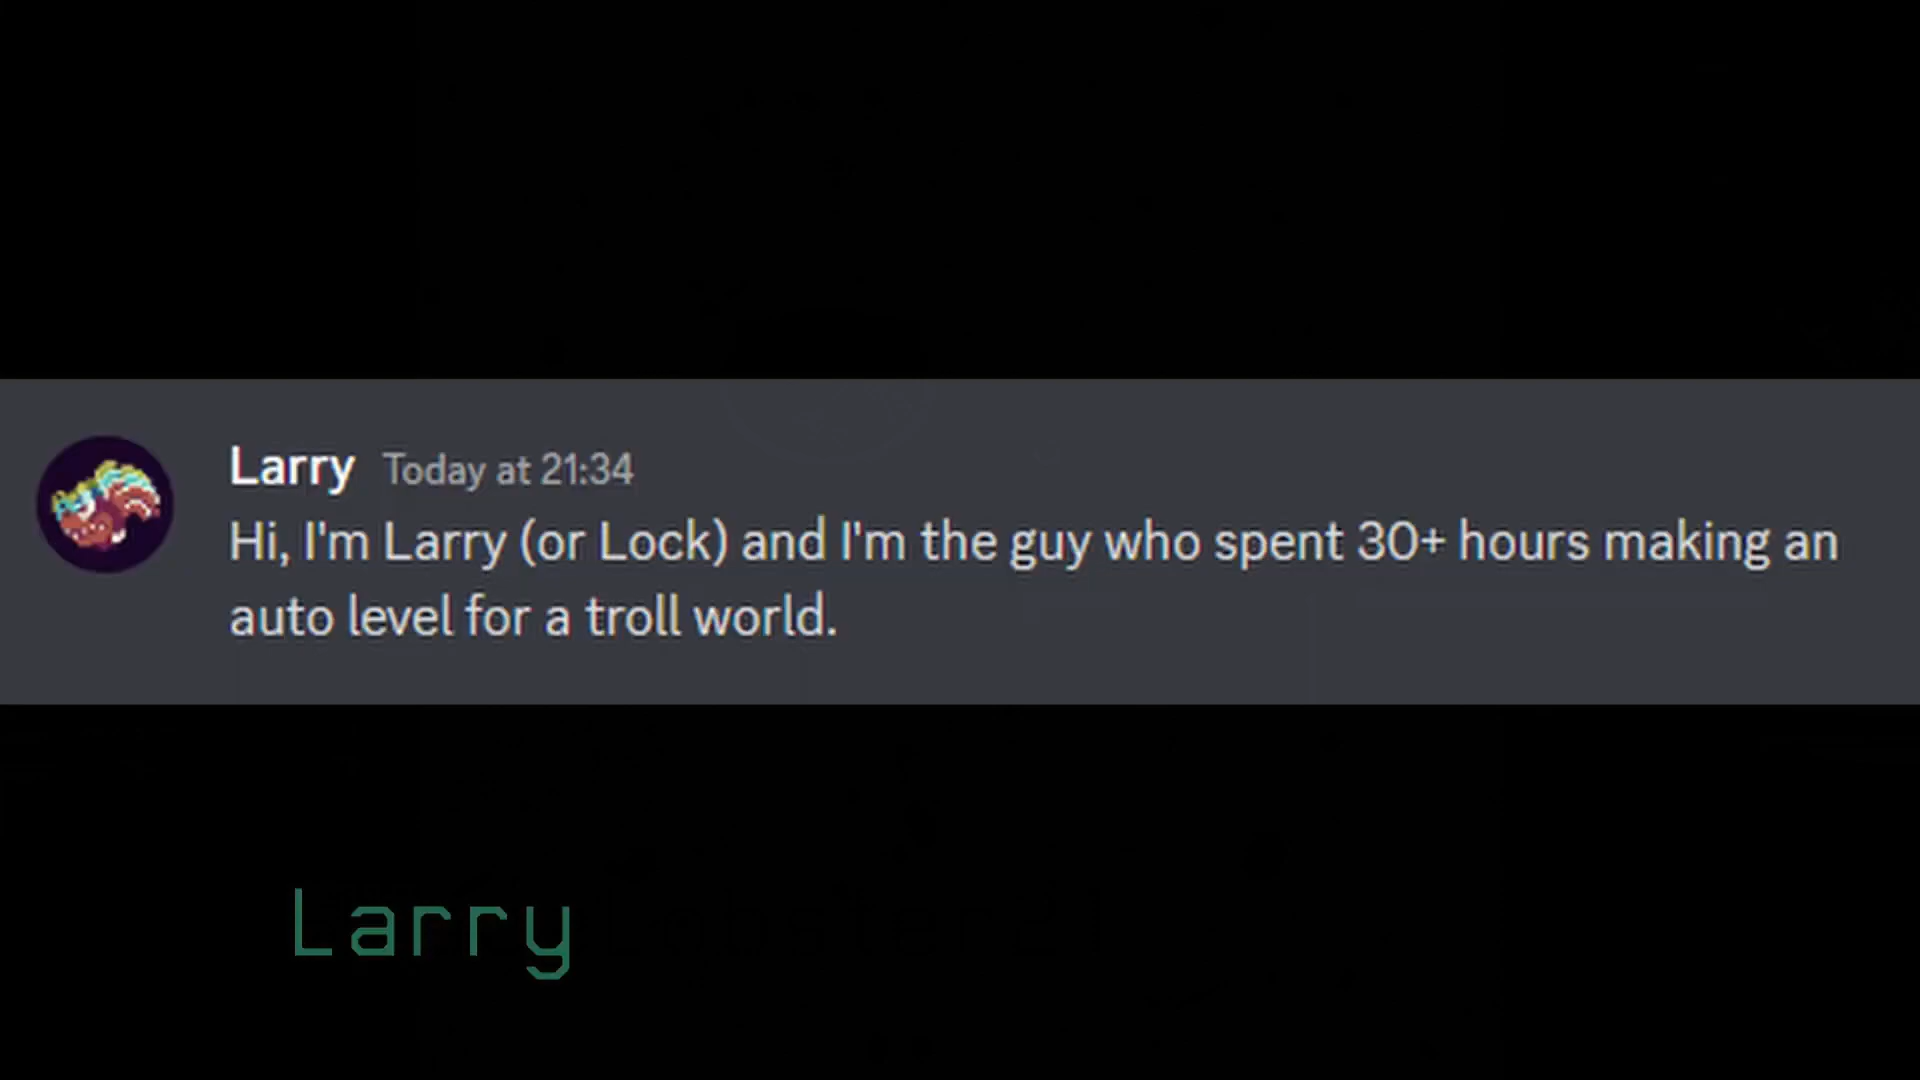 Larry Today at 21:34
Hi, I'm Larry (or Lock) and I'm the guy who spent 30+ hours making an
auto level for a troll world.
Larry